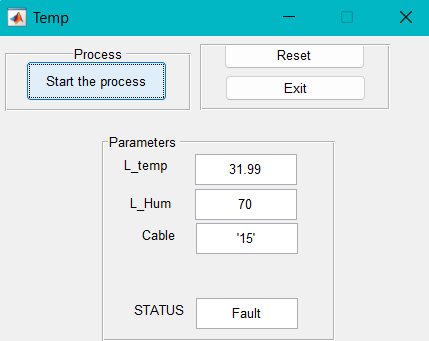 Temp
Process
Start the process
Reset
Exit
Parameters
L_temp 31.99
L_Hum 70
Cable '15'
STATUS Fault